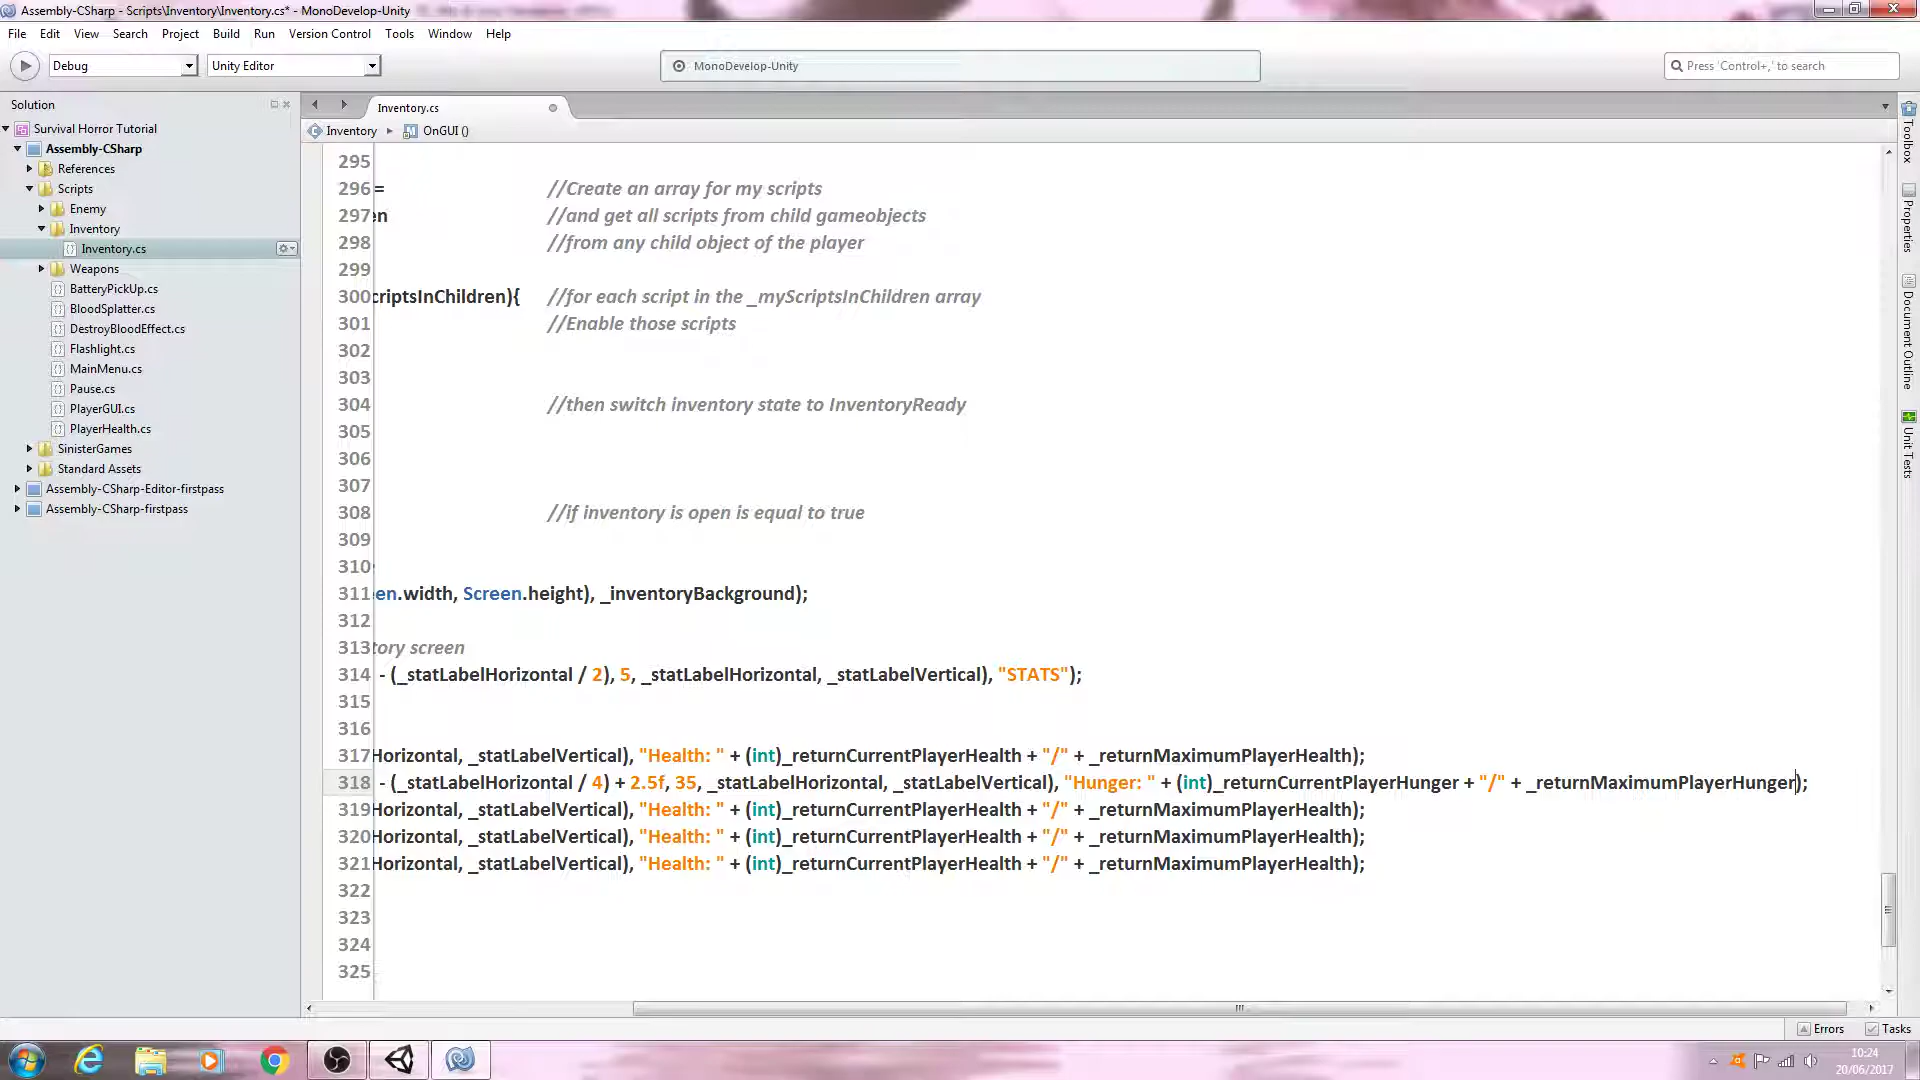 Assembly-CSharp - Scripts\Inventory\Inventory.cs* - MonoDevelop-Unity
File Edit View Search Project Build Run Version Control Tools Window Help
Debug Unity Editor MonoDevelop-Unity Press 'Control+,' to search
Solution
Survival Horror Tutorial
Assembly-CSharp
References
Scripts
Enemy
Inventory
Inventory.cs
Weapons
BatteryPickUp.cs
BloodSplatter.cs
DestroyBloodEffect.cs
Flashlight.cs
MainMenu.cs
Pause.cs
PlayerGUI.cs
PlayerHealth.cs
SinisterGames
Standard Assets
Assembly-CSharp-Editor-firstpass
Assembly-CSharp-firstpass
Inventory.cs
Inventory OnGUI ()
295
296 = //Create an array for my scripts
297 en //and get all scripts from child gameobjects
298 //from any child object of the player
299
300 criptsInChildren){ //for each script in the _myScriptsInChildren array
301 //Enable those scripts
302
303
304 //then switch inventory state to InventoryReady
305
306
307
308 //if inventory is open is equal to true
309
310
311 en.width, Screen.height), _inventoryBackground);
312
313 tory screen
314 - (_statLabelHorizontal / 2), 5, _statLabelHorizontal, _statLabelVertical), "STATS");
315
316
317 Horizontal, _statLabelVertical), "Health: " + (int)_returnCurrentPlayerHealth + "/" + _returnMaximumPlayerHealth);
318 - (_statLabelHorizontal / 4) + 2.5f, 35, _statLabelHorizontal, _statLabelVertical), "Hunger: " + (int)_returnCurrentPlayerHunger + "/" + _returnMaximumPlayerHunger);
319 Horizontal, _statLabelVertical), "Health: " + (int)_returnCurrentPlayerHealth + "/" + _returnMaximumPlayerHealth);
320 Horizontal, _statLabelVertical), "Health: " + (int)_returnCurrentPlayerHealth + "/" + _returnMaximumPlayerHealth);
321 Horizontal, _statLabelVertical), "Health: " + (int)_returnCurrentPlayerHealth + "/" + _returnMaximumPlayerHealth);
322
323
324
325
Toolbox
Properties
Document Outline
Unit Tests
Errors Tasks
10:24
20/06/2017